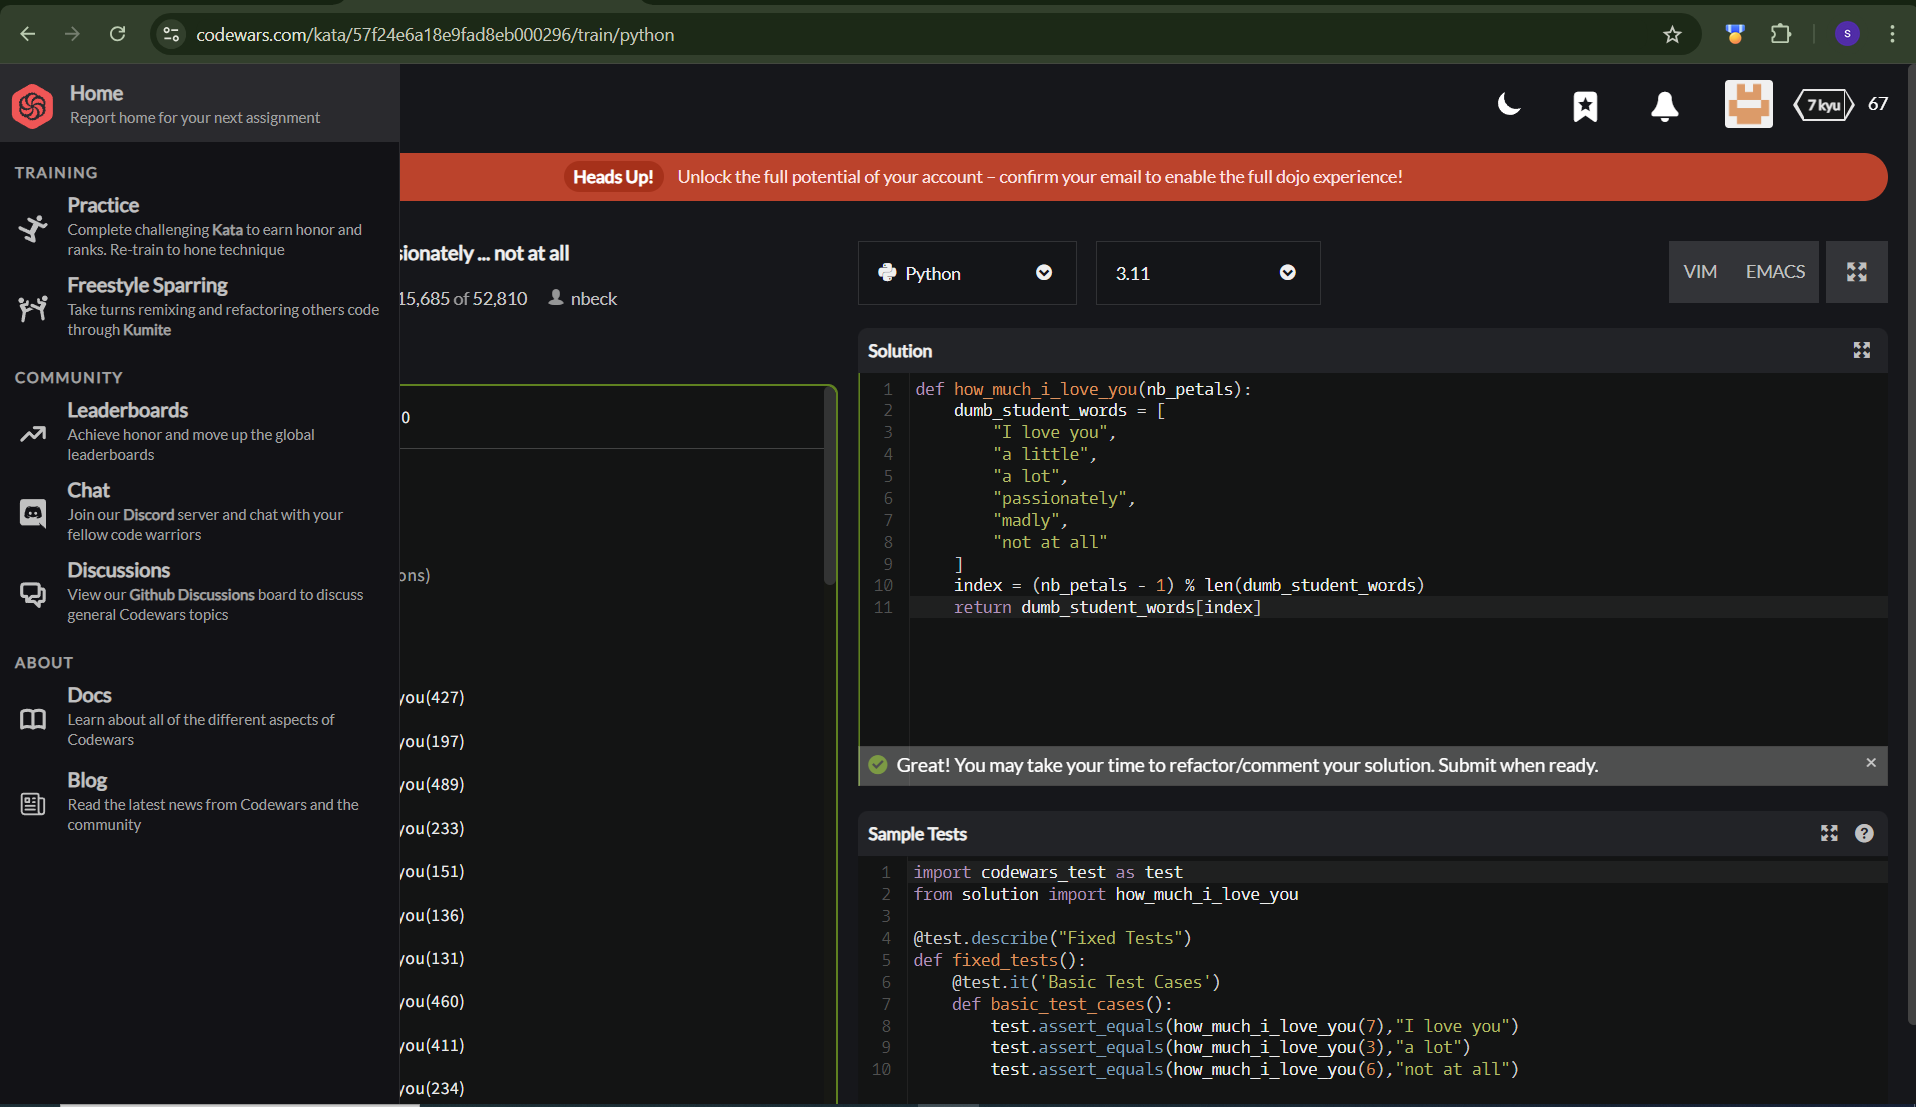 codewars.com/kata/57f24e6a18e9fad8eb000296/train/python
S
Home
Report home for your next assignment
TRAINING
Practice
Complete challenging Kata to earn honor and
ranks. Re-train to hone technique
Freestyle Sparring
Take turns remixing and refactoring others code
through Kumite
COMMUNITY
Leaderboards
Achieve honor and move up the global
leaderboards
Chat
Join our Discord server and chat with your
fellow code warriors
Discussions
View our Github Discussions board to discuss
general Codewars topics
ABOUT
Docs
Learn about all of the different aspects of
Codewars
Blog
Read the latest news from Codewars and the
community
7 kyu
67
Heads Up! Unlock the full potential of your account – confirm your email to enable the full dojo experience!
sionately ... not at all
15,685 of 52,810 nbeck
0
ons)
you(427)
you(197)
you(489)
you(233)
you(151)
you(136)
you(131)
you(460)
you(411)
you(234)
Python
3.11
VIM
EMACS
Solution
1 def how_much_i_love_you(nb_petals):
2 dumb_student_words = [
3 "I love you",
4 "a little",
5 "a lot",
6 "passionately",
7 "madly",
8 "not at all"
9 ]
10 index = (nb_petals - 1) % len(dumb_student_words)
11 return dumb_student_words[index]
Great! You may take your time to refactor/comment your solution. Submit when ready.
Sample Tests
1 import codewars_test as test
2 from solution import how_much_i_love_you
3
4 @test.describe("Fixed Tests")
5 def fixed_tests():
6 @test.it('Basic Test Cases')
7 def basic_test_cases():
8 test.assert_equals(how_much_i_love_you(7),"I love you")
9 test.assert_equals(how_much_i_love_you(3),"a lot")
10 test.assert_equals(how_much_i_love_you(6),"not at all")